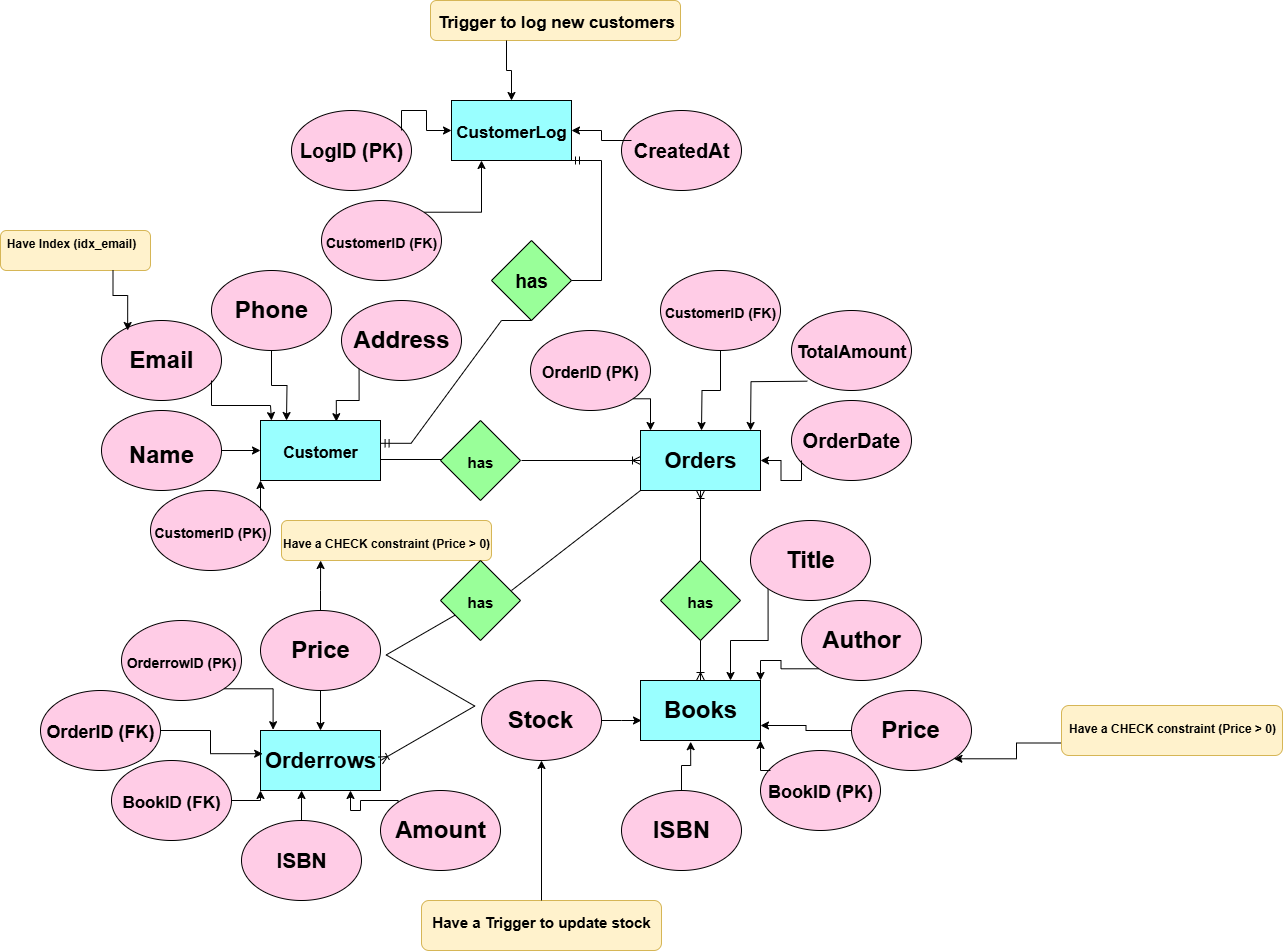 Trigger to log new customers
CustomerLog
LogID (PK)
CreatedAt
CustomerID (FK)
Have Index (idx_email)
has
Phone
CustomerID (FK)
Address
TotalAmount
Email
OrderID (PK)
OrderDate
Name
Customer
has
Orders
CustomerID (PK)
Have a CHECK constraint (Price > 0)
Title
has
has
Author
Price
OrderrowID (PK)
Stock
Books
Price
Have a CHECK constraint (Price > 0)
OrderID (FK)
Orderrows
BookID (PK)
BookID (FK)
Amount
ISBN
ISBN
Have a Trigger to update stock